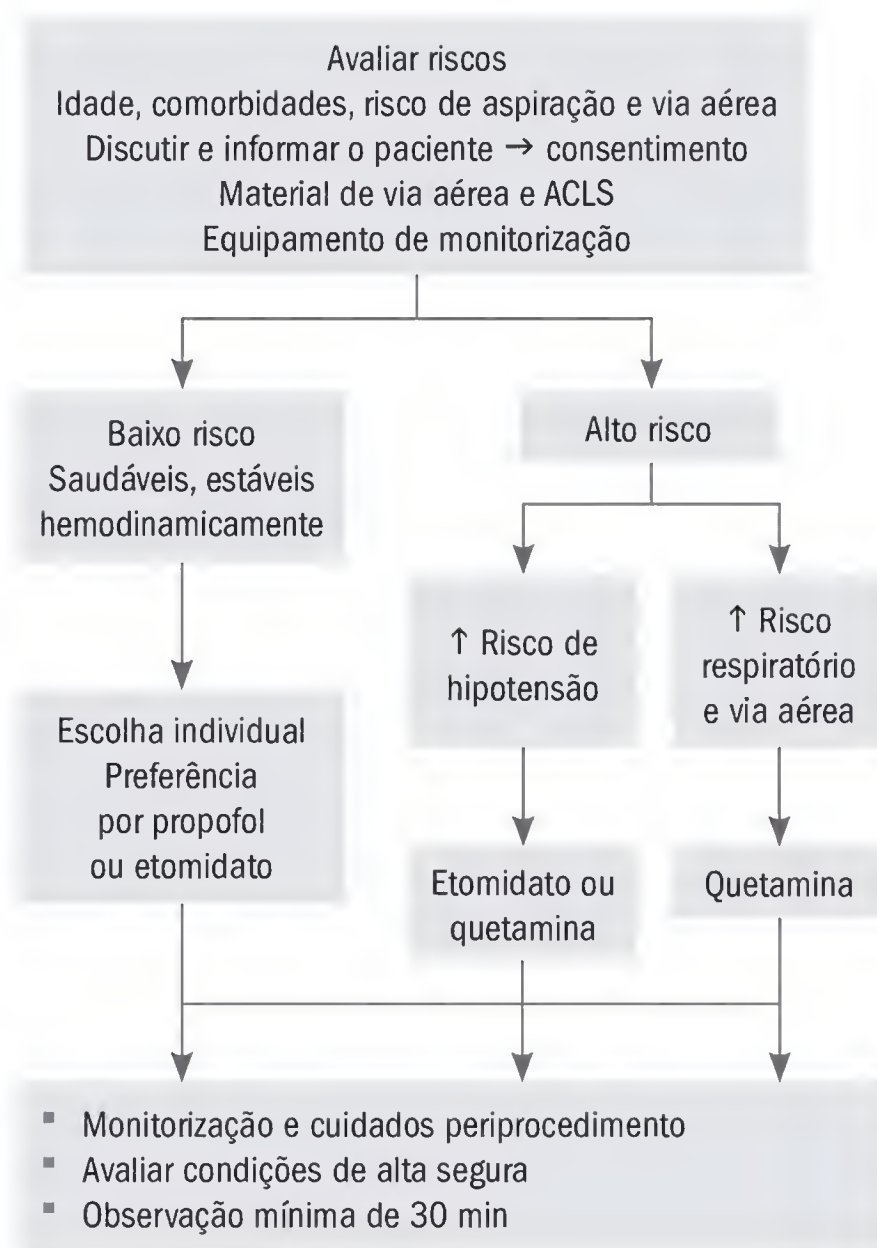 Avaliar riscos
Idade, comorbidades, risco de aspiração e via aérea
Discutir e informar o paciente → consentimento
Material de via aérea e ACLS
Equipamento de monitorização
Baixo risco
Saudáveis, estáveis
hemodinamicamente
Alto risco
↑ Risco de
hipotensão
↑ Risco
respiratório
e via aérea
Escolha individual
Preferência
por propofol
ou etomidato
Etomidato ou
quetamina
Quetamina
▪ Monitorização e cuidados periprocedimento
▪ Avaliar condições de alta segura
▪ Observação mínima de 30 min